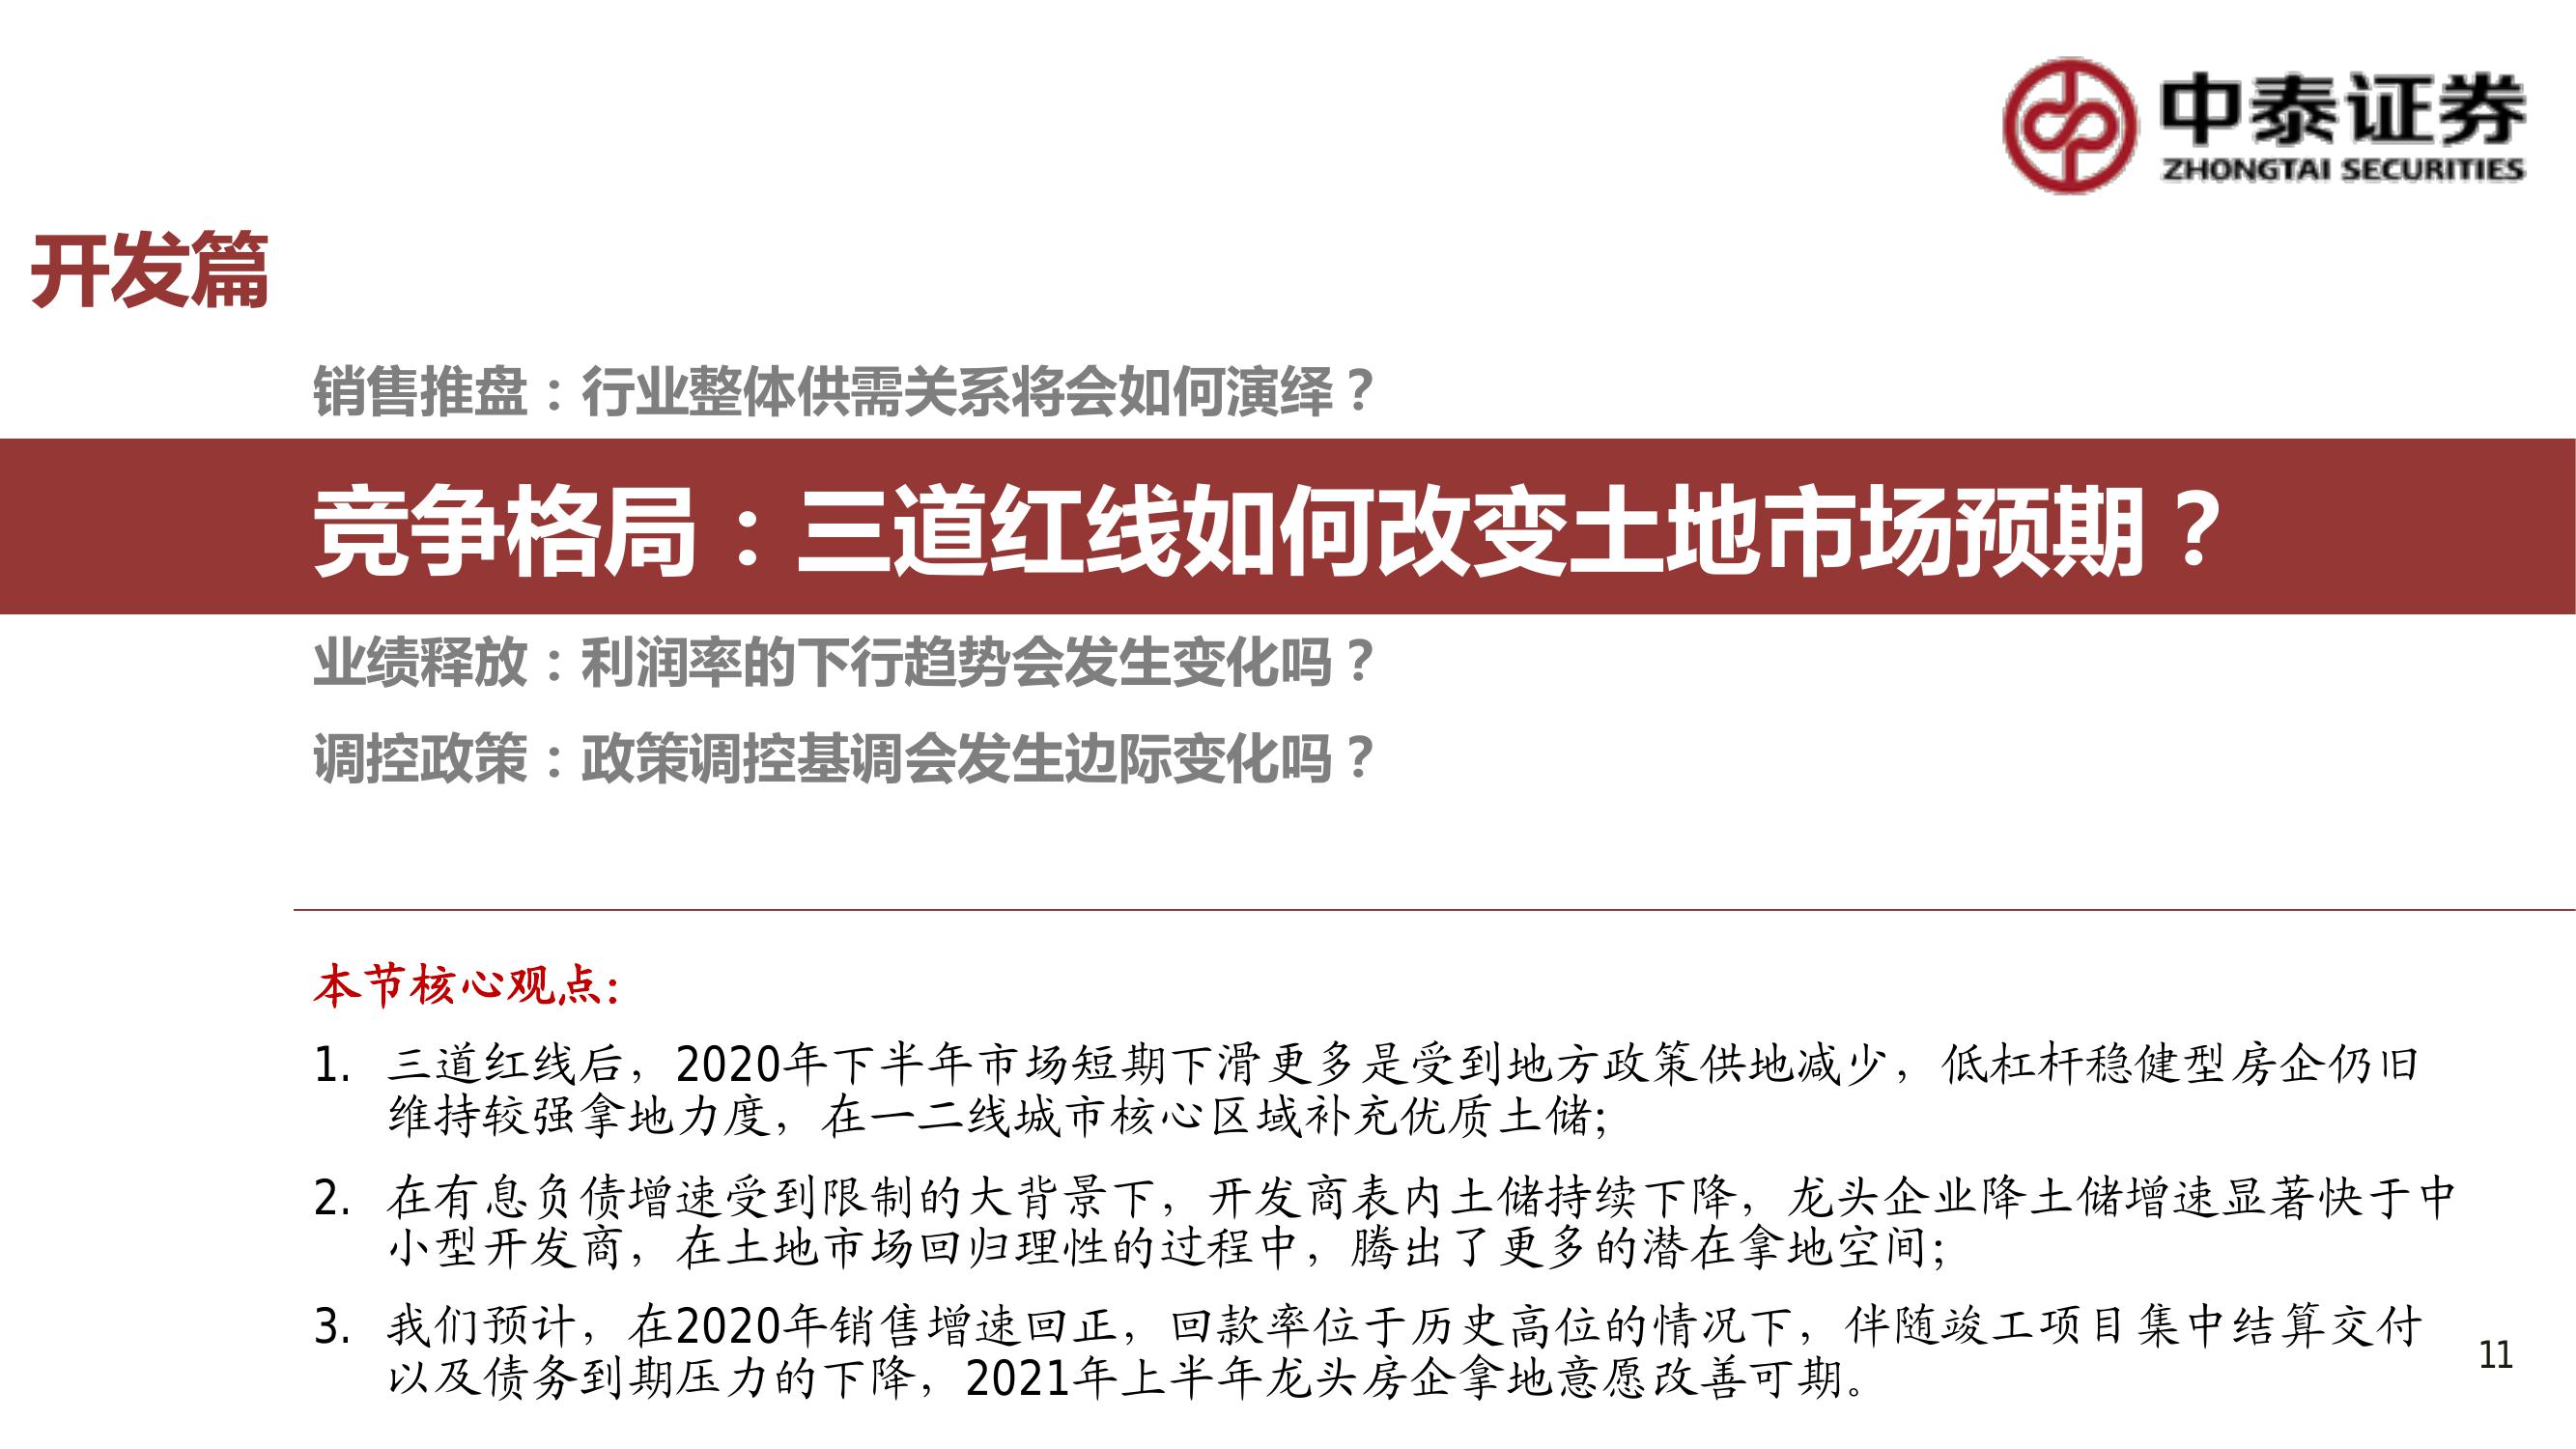 中泰证券
ZHONGTAI SECURITIES
开发篇
销售推盘：行业整体供需关系将会如何演绎？
竞争格局：三道红线如何改变土地市场预期？
业绩释放：利润率的下行趋势会发生变化吗？
调控政策：政策调控基调会发生边际变化吗？
本节核心观点：
1. 三道红线后，2020年下半年市场短期下滑更多是受到地方政策供地减少，低杠杆稳健型房企仍旧
维持较强拿地力度，在一二线城市核心区域补充优质土储；
2. 在有息负债增速受到限制的大背景下，开发商表内土储持续下降，龙头企业降土储增速显著快于中
小型开发商，在土地市场回归理性的过程中，腾出了更多的潜在拿地空间；
3. 我们预计，在2020年销售增速回正，回款率位于历史高位的情况下，伴随竣工项目集中结算交付
以及债务到期压力的下降，2021年上半年龙头房企拿地意愿改善可期。
11